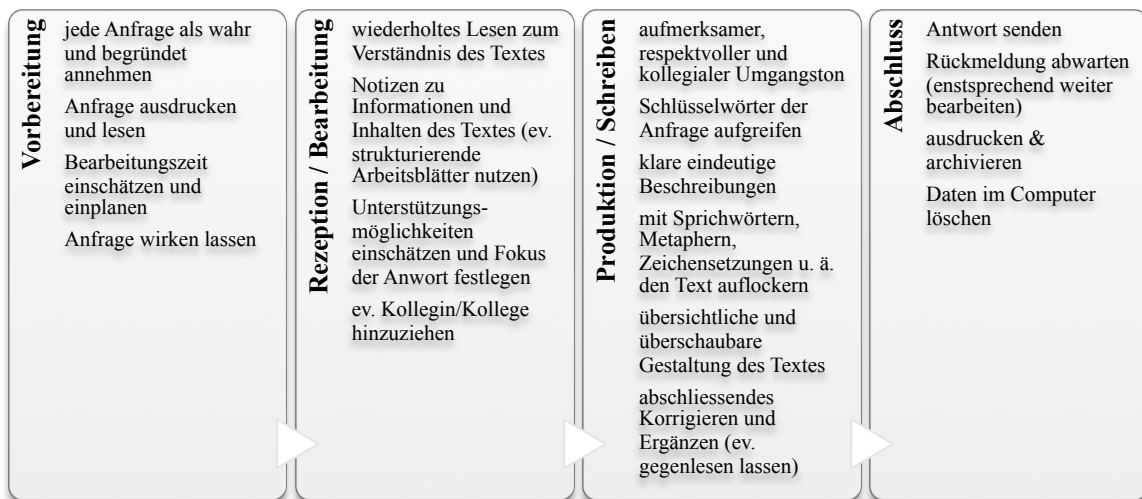 Vorbereitung
jede Anfrage als wahr
und begründet
annehmen
Anfrage ausdrucken
und lesen
Bearbeitungszeit
einschätzen und
einplanen
Anfrage wirken lassen
Rezeption / Bearbeitung
wiederholtes Lesen zum
Verständnis des Textes
Notizen zu
Informationen und
Inhalten des Textes (ev.
strukturierende
Arbeitsblätter nutzen)
Unterstützungs-
möglichkeiten
einschätzen und Fokus
der Anwort festlegen
ev. Kollegin/Kollege
hinzuziehen
Produktion / Schreiben
aufmerksamer,
respektvoller und
kollegialer Umgangston
Schlüsselwörter der
Anfrage aufgreifen
klare eindeutige
Beschreibungen
mit Sprichwörtern,
Metaphern,
Zeichensetzungen u. ä.
den Text auflockern
übersichtliche und
überschaubare
Gestaltung des Textes
abschliessendes
Korrigieren und
Ergänzen (ev.
gegenlesen lassen)
Abschluss
Antwort senden
Rückmeldung abwarten
(enstsprechend weiter
bearbeiten)
ausdrucken &
archivieren
Daten im Computer
löschen